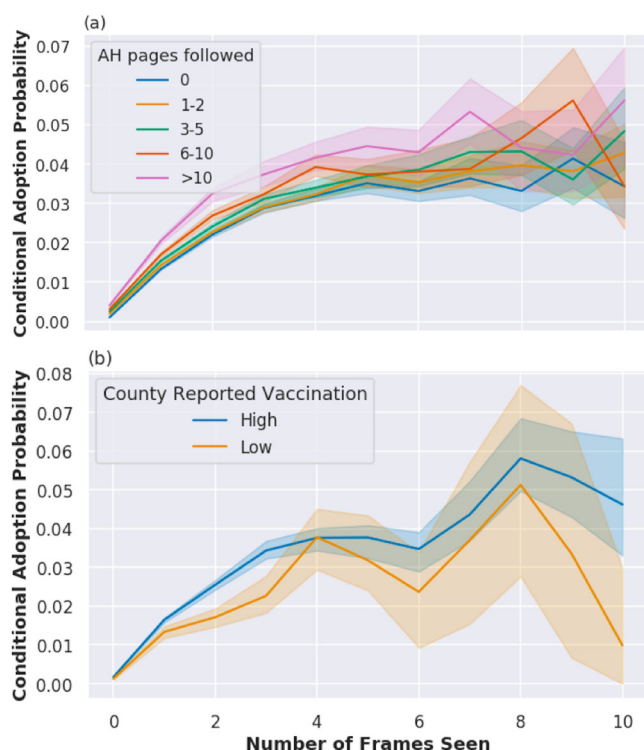 (a)
Conditional Adoption Probability
0.07
0.06
0.05
0.04
0.03
0.02
0.01
0.00
AH pages followed
0
1-2
3-5
6-10
>10
(b)
Conditional Adoption Probability
0.08
0.07
0.06
0.05
0.04
0.03
0.02
0.01
0.00
County Reported Vaccination
High
Low
0 2 4 6 8 10
Number of Frames Seen